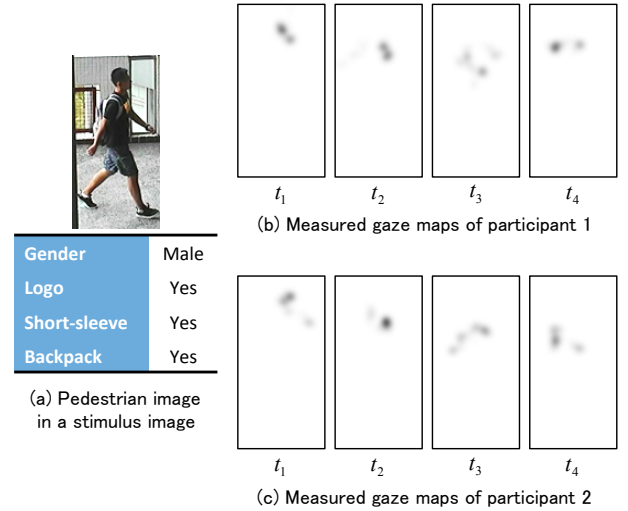 Gender Male
Logo Yes
Short-sleeve Yes
Backpack Yes
(a) Pedestrian image
in a stimulus image
t1 t2 t3 t4
(b) Measured gaze maps of participant 1
t1 t2 t3 t4
(c) Measured gaze maps of participant 2